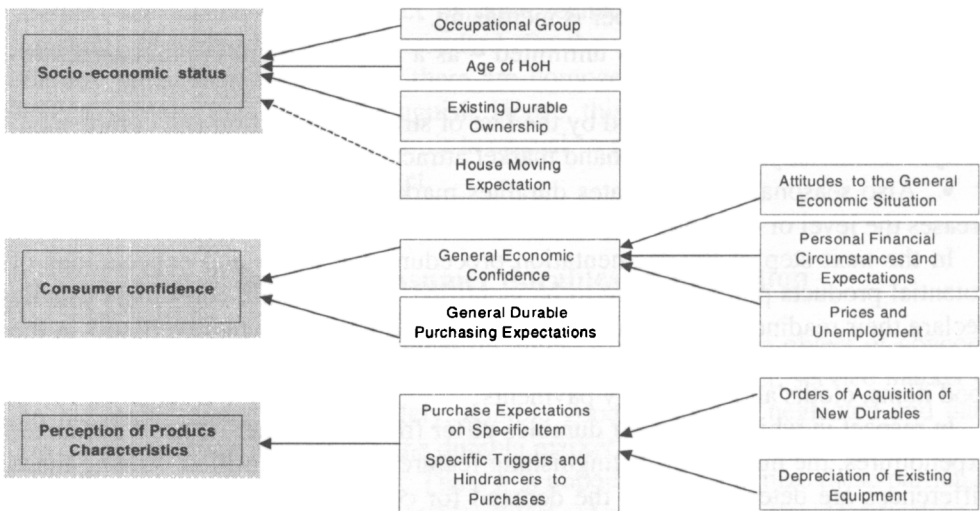 Socio-economic status
Occupational Group
Age of HoH
Existing Durable
Ownership
House Moving
Expectation
Consumer confidence
General Ecoomic
Confidence
General Durable
Purchasing Expectations
Attitudes to the General
Economic Situation
Personal Financial
Circumstances and
Expectations
Prices and
Unemployment
Perception of Producs
Characteristics
Purchase Expectations
on Specific Item
Speciffic Triggers and
Hindrancers to
Purchases
Orders of Acquisition of
New Durables
Depreciation of Existing
Equipment